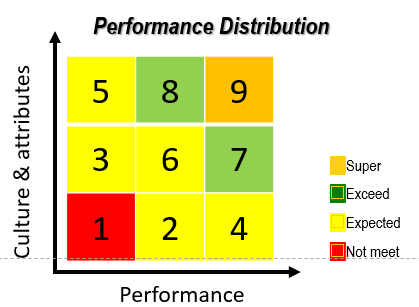 Performance Distribution
Culture & attributes
5 8 9
3 6 7
1 2 4
Super
Exceed
Expected
Not meet
Performance